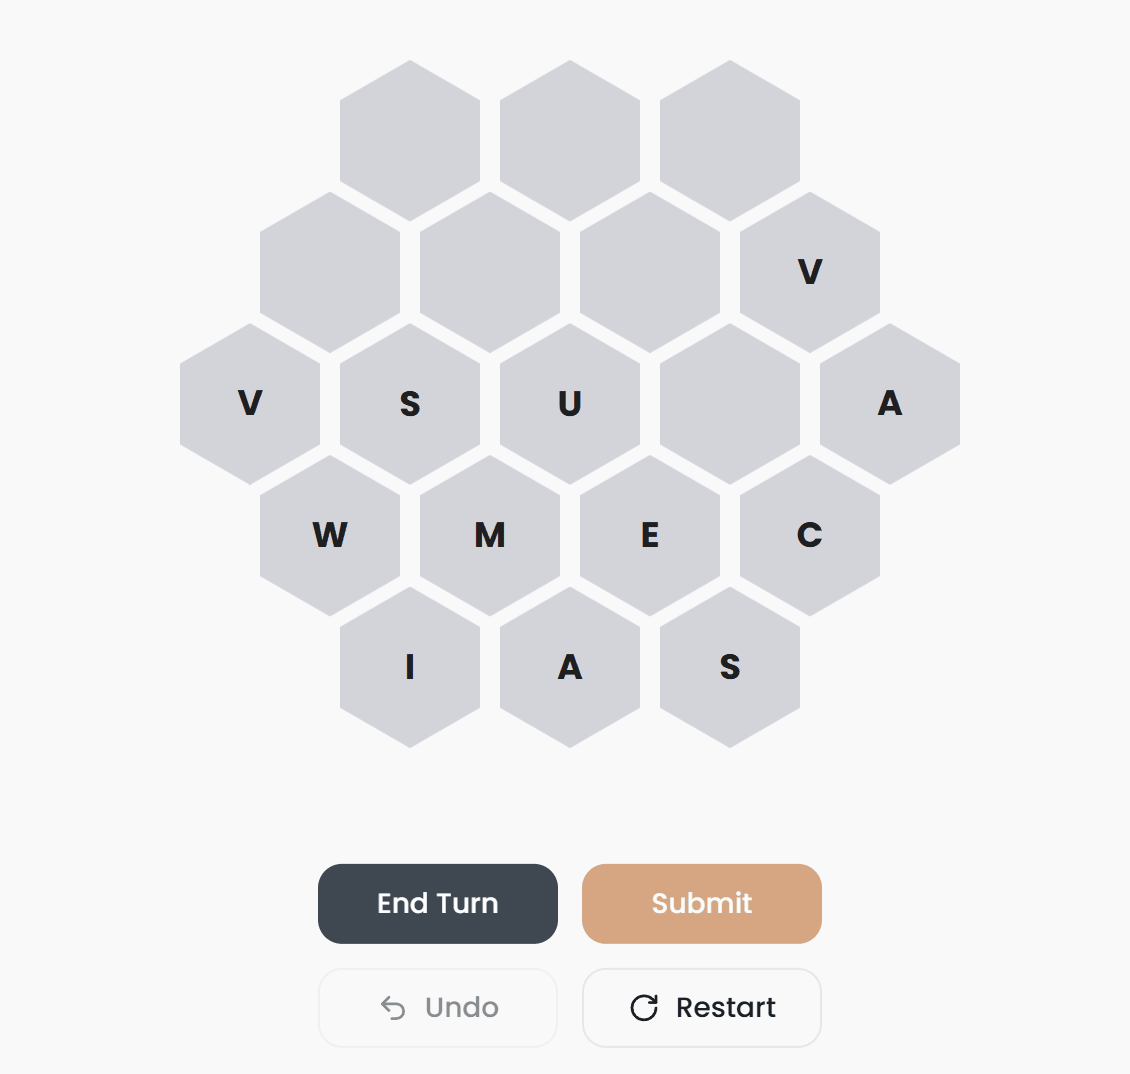 V
V S U A
W M E C
I A S
End Turn Submit
Undo Restart